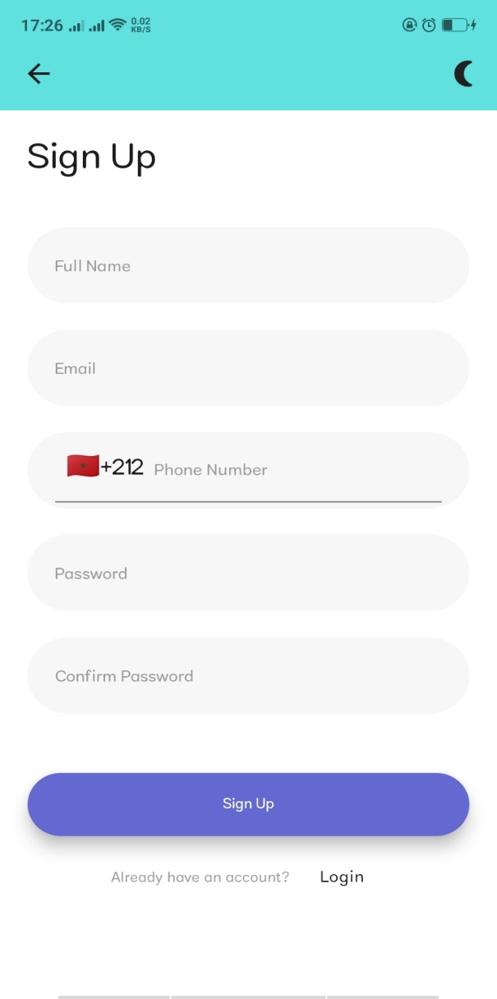 17:26 0.02 KB/S
Sign Up
Full Name
Email
+212 Phone Number
Password
Confirm Password
Sign Up
Already have an account? Login